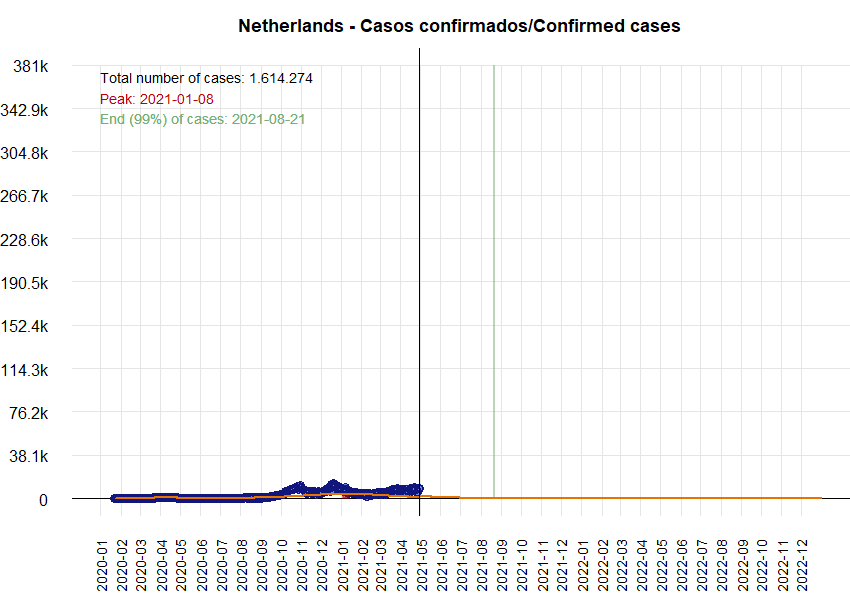 Netherlands - Casos confirmados/Confirmed cases
381k
342.9k
304.8k
266.7k
228.6k
190.5k
152.4k
114.3k
76.2k
38.1k
0
Total number of cases: 1.614.274
Peak: 2021-01-08
End (99%) of cases: 2021-08-21
2020-01
2020-02
2020-03
2020-04
2020-05
2020-06
2020-07
2020-08
2020-09
2020-10
2020-11
2020-12
2021-01
2021-03
2021-04
2021-05
2021-06
2021-07
2021-08
2021-09
2021-10
2021-11
2021-12
2022-01
2022-02
2022-03
2022-04
2022-05
2022-06
2022-07
2022-08
2022-09
2022-10
2022-11
2022-12